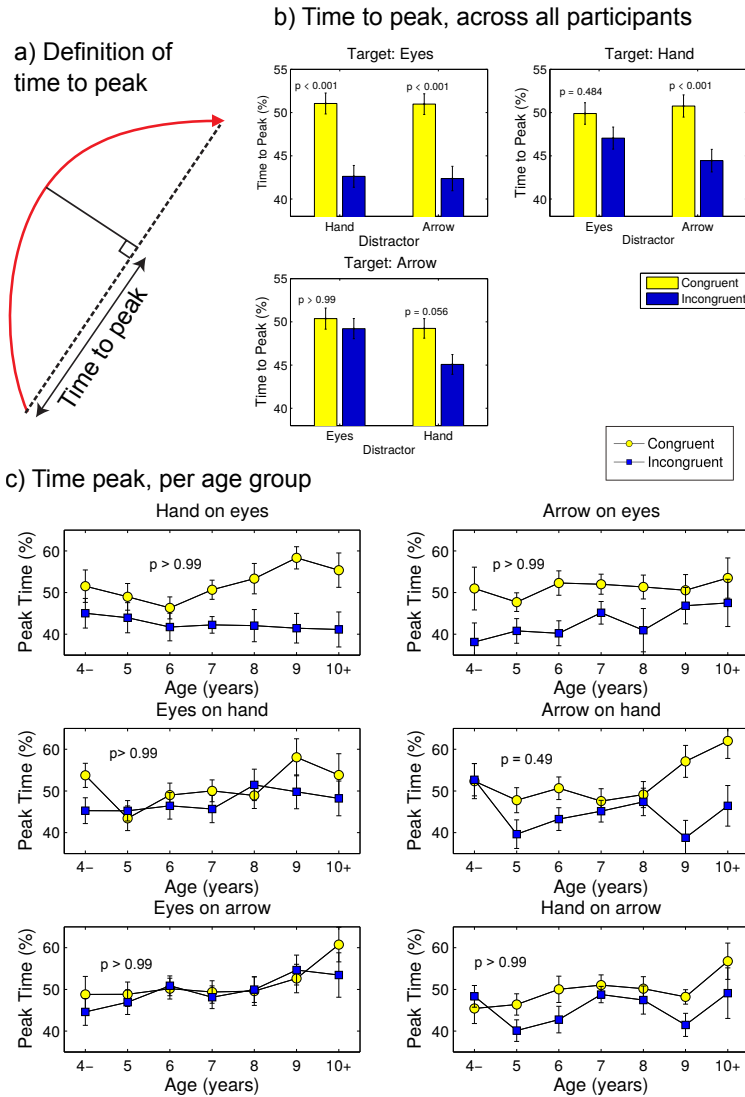 b) Time to peak, across all participants
a) Definition of
time to peak
Time to peak
Target: Eyes
55
50
45
40
Time to Peak (%)
p < 0.001
p < 0.001
Hand
Arrow
Distractor
Target: Hand
55
50
45
40
Time to Peak (%)
p = 0.484
p < 0.001
Eyes
Arrow
Distractor
Target: Arrow
55
50
45
40
Time to Peak (%)
p > 0.99
p = 0.056
Eyes
Hand
Distractor
Congruent
Incongruent
Congruent
Incongruent
c) Time peak, per age group
Hand on eyes
60
50
40
Peak Time (%)
p > 0.99
4− 5 6 7 8 9 10+
Age (years)
Arrow on eyes
60
50
40
Peak Time (%)
p > 0.99
4− 5 6 7 8 9 10+
Age (years)
Eyes on hand
60
50
40
Peak Time (%)
p> 0.99
4− 5 6 7 8 9 10+
Age (years)
Arrow on hand
60
50
40
Peak Time (%)
p = 0.49
4− 5 6 7 8 9 10+
Age (years)
Eyes on arrow
60
50
40
Peak Time (%)
p > 0.99
4− 5 6 7 8 9 10+
Age (years)
Hand on arrow
60
50
40
Peak Time (%)
p > 0.99
4− 5 6 7 8 9 10+
Age (years)